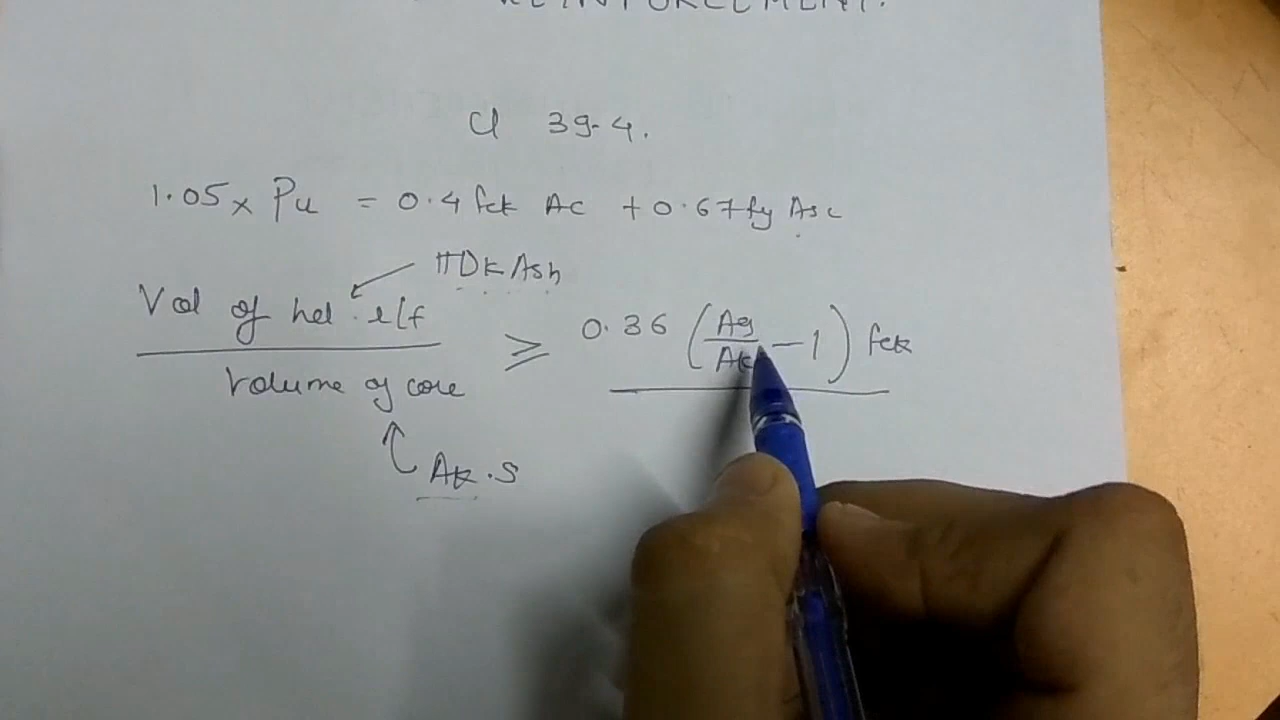 REINFORCEMENT.
Cl 39.4.
1.05 x Pu = 0.4 fck Ac + 0.67 fy Asc
πDk Ash
Vol of hel. r/f
Volume of core
≥ 0.36 (Ag/Ak - 1) fck
Ak.S